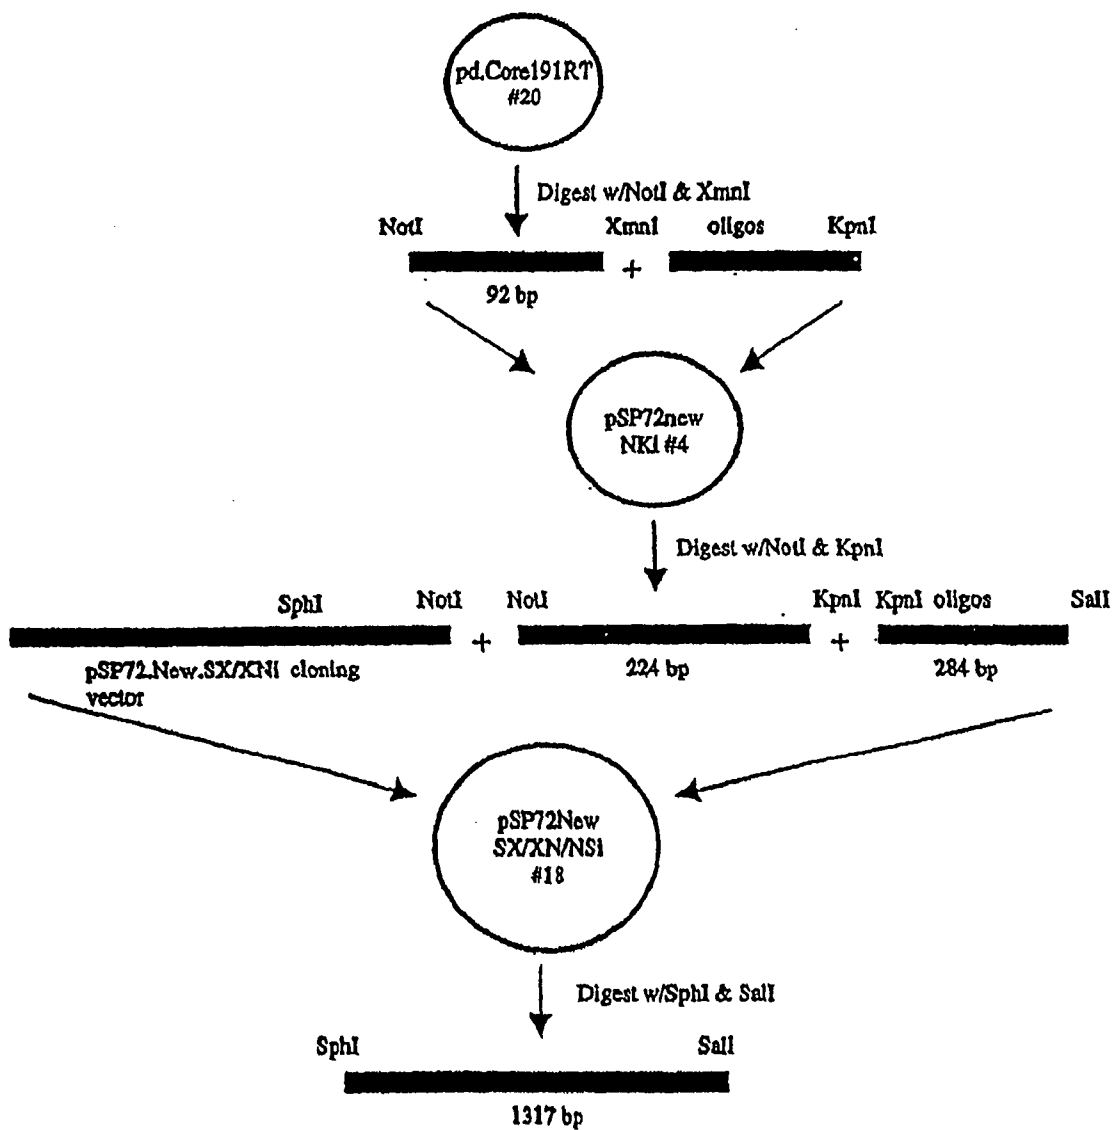 pd.Core191RT
#20
Digest w/NotI & XmnI
NotI XmnI oligos KpnI
+
92 bp
pSP72new
NKi #4
Digest w/NotI & KpnI
SphI NotI NotI KpnI KpnI oligos SalI
+ +
pSP72.New.SX/XNi cloning
vector
224 bp 284 bp
pSP72New
SX/XN/NSi
#18
Digest w/SphI & SalI
SphI SalI
1317 bp